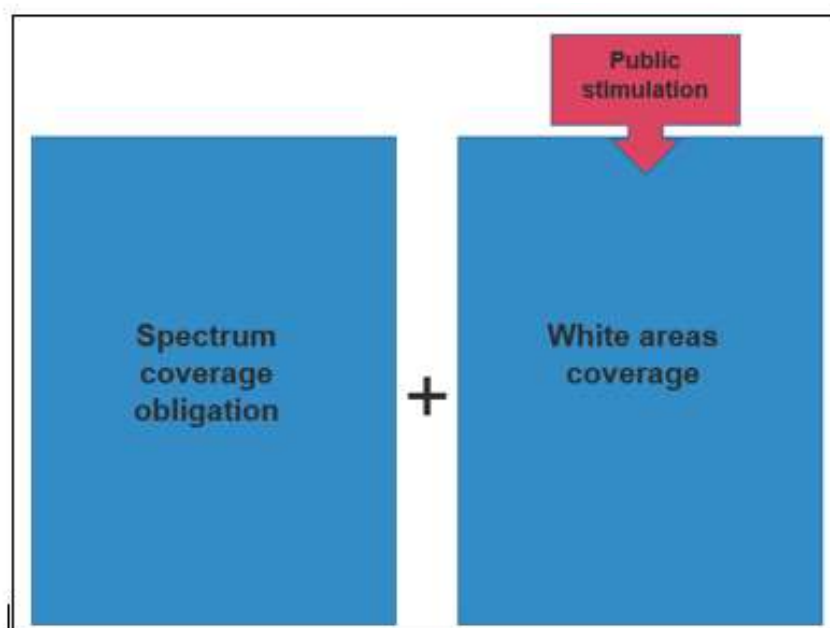 Public
stimulation
Spectrum
coverage
obligation
+
White areas
coverage